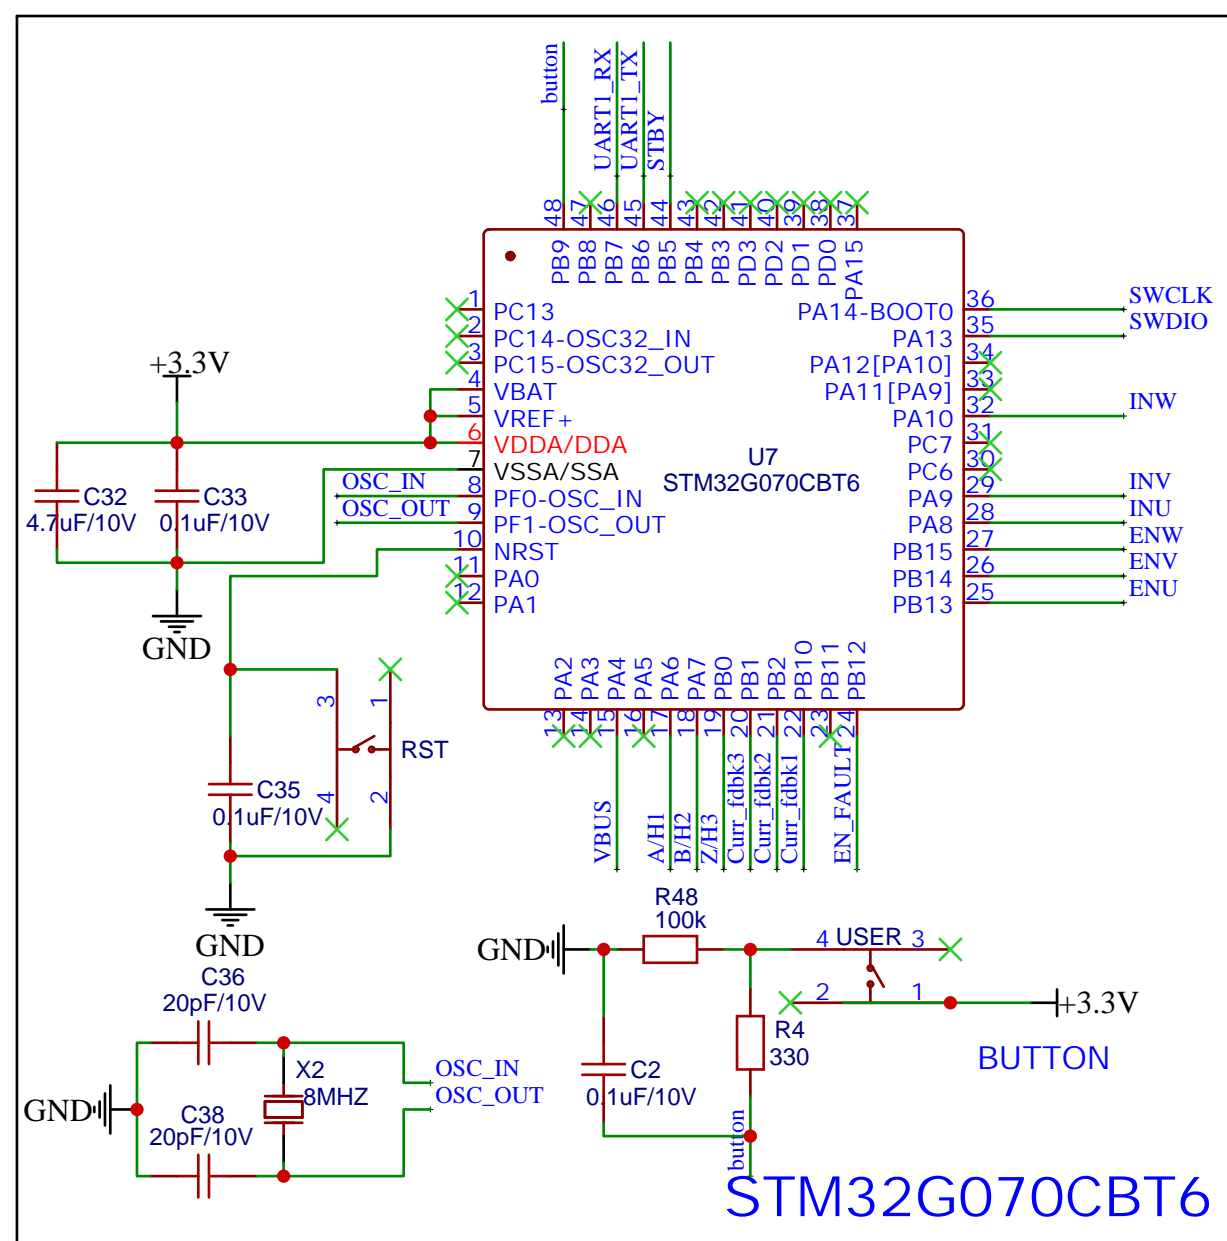 button
UART1_RX
UART1_TX
STBY
48
47
46
45
44
43
42
41
40
39
38
37
PB9
PB8
PB7
PB6
PB5
PB4
PB3
PD3
PD2
PD1
PD0
PA15
1 PC13
2 PC14-OSC32_IN
3 PC15-OSC32_OUT
4 VBAT
5 VREF+
6 VDDA/DDA
7 VSSA/SSA
8 PF0-OSC_IN
9 PF1-OSC_OUT
10 NRST
11 PA0
12 PA1
PA14-BOOT0 36 SWCLK
PA13 35 SWDIO
PA12[PA10] 34
PA11[PA9] 33
PA10 32 INW
PC7 31
PC6 30
PA9 29 INV
PA8 28 INU
PB15 27 ENW
PB14 26 ENV
PB13 25 ENU
U7
STM32G070CBT6
+3.3V
C32
4.7uF/10V
C33
0.1uF/10V
OSC_IN
OSC_OUT
GND
PA2
PA3
PA4
PA5
PA6
PA7
PB0
PB1
PB2
PB10
PB11
PB12
13
14
15
16
17
18
19
20
21
22
23
24
VBUS
A/H1
B/H2
Z/H3
Curr_fdbk3
Curr_fdbk2
Curr_fdbk1
EN_FAULT
3
1
RST
4
2
C35
0.1uF/10V
GND
R48
100k
GND
4 USER 3
2 1
+3.3V
R4
330
BUTTON
C2
0.1uF/10V
button
C36
20pF/10V
X2
8MHZ
OSC_IN
OSC_OUT
GND
C38
20pF/10V
STM32G070CBT6